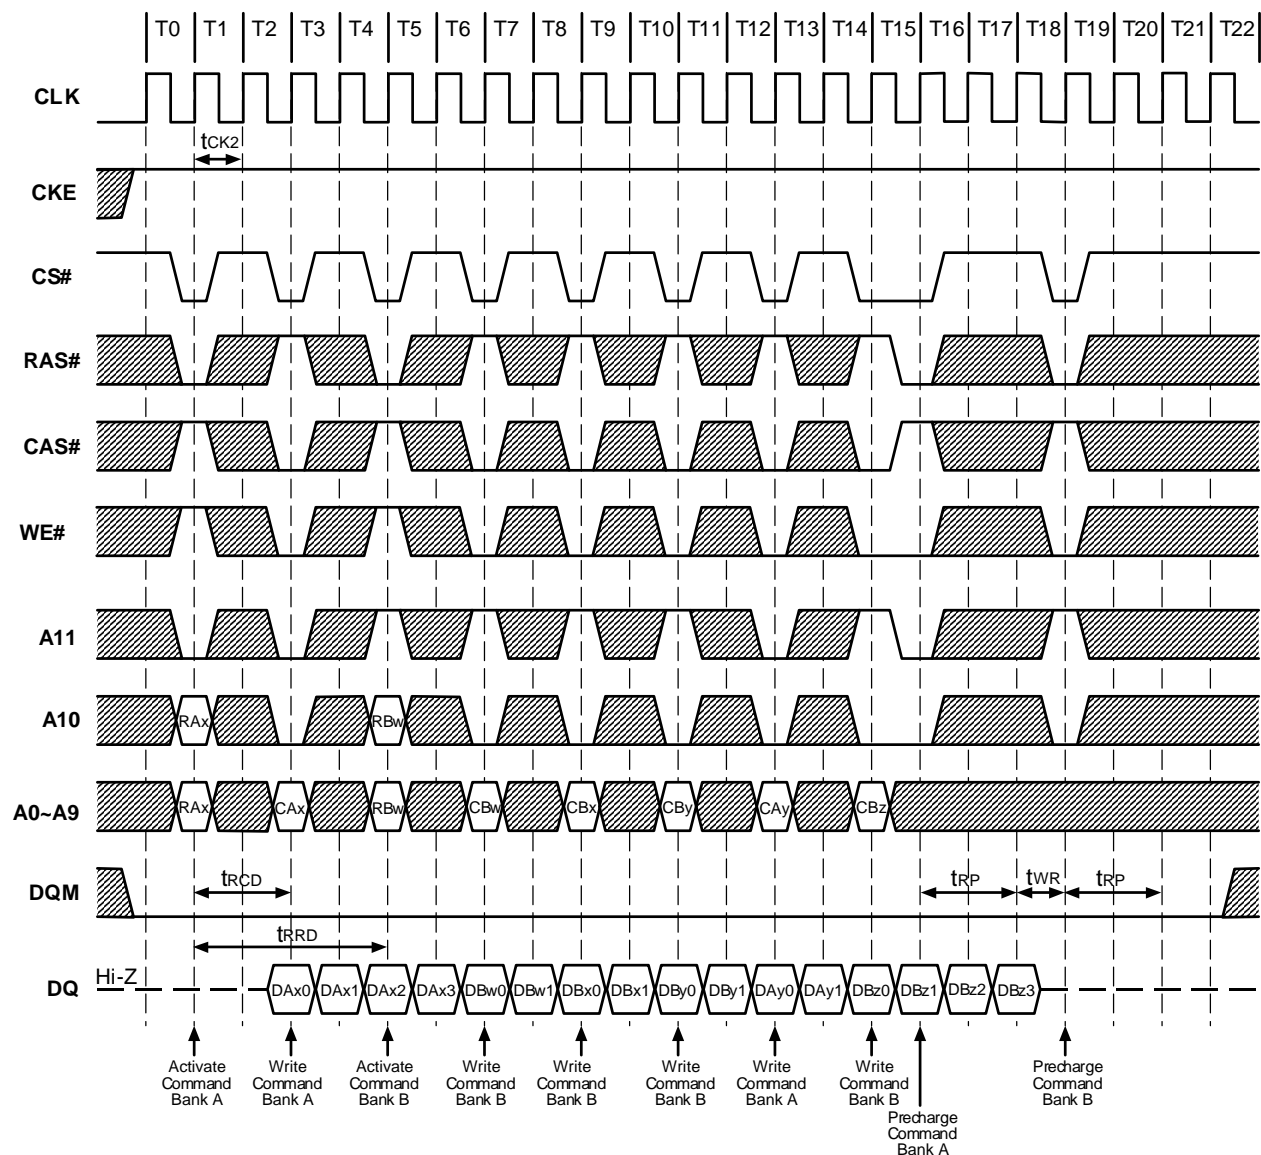 T0 T1 T2 T3 T4 T5 T6 T7 T8 T9 T10 T11 T12 T13 T14 T15 T16 T17 T18 T19 T20 T21 T22
CLK
tCK2
CKE
CS#
RAS#
CAS#
WE#
A11
A10
RAx RBw
A0~A9
RAx CAx RBw CBw CBx CBy CAy CBz
DQM
tRCD tRP tWR tRP
tRRD
DQ
Hi-Z
DAx0 DAx1 DAx2 DAx3 DBw0 DBw1 DBx0 DBx1 DBy0 DBy1 DAy0 DAy1 DBz0 DBz1 DBz2 DBz3
Activate
Command
Bank A
Write
Command
Bank A
Activate
Command
Bank B
Write
Command
Bank B
Write
Command
Bank B
Write
Command
Bank B
Write
Command
Bank A
Write
Command
Bank B
Precharge
Command
Bank A
Precharge
Command
Bank B